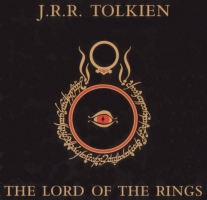 J.R.R. TOLKIEN
THE LORD OF THE RINGS